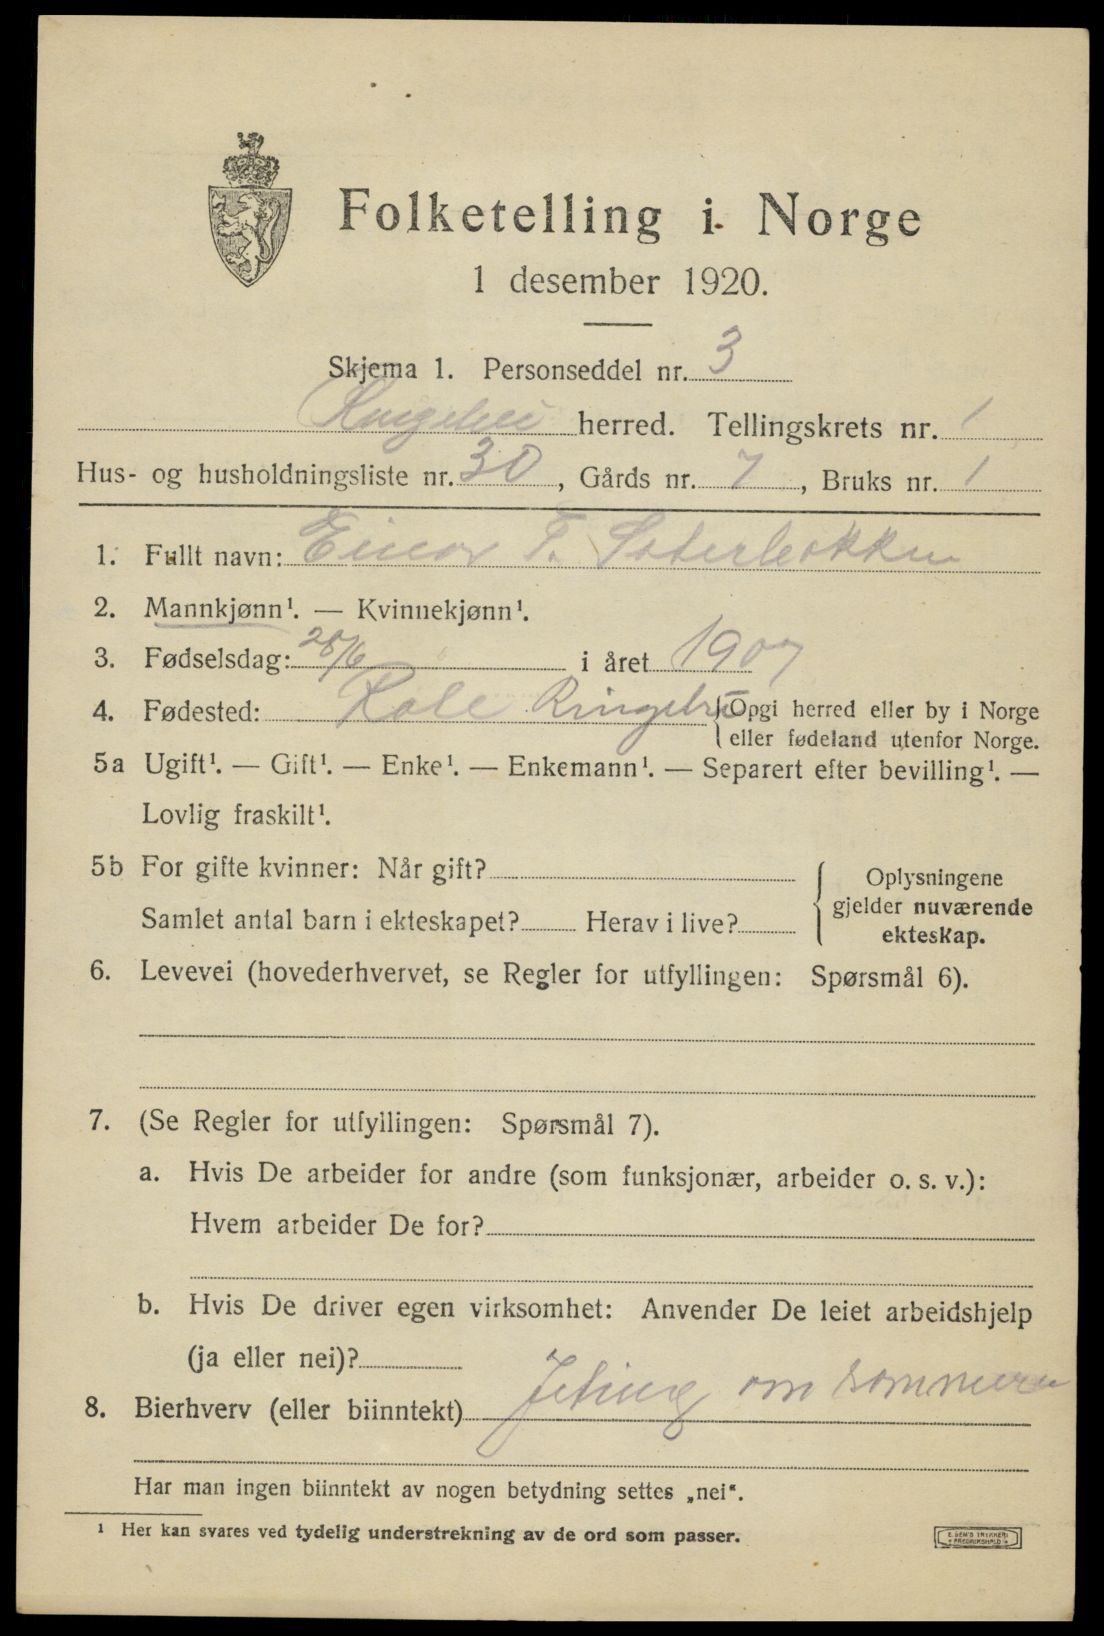 Folketelling i Norge
1 desember 1920.
Skjema 1. Personseddel nr. 3
herred. Tellingskrets nr. 1
Hus- og husholdningsliste nr. 30, Gårds nr. 7, Bruks nr. 1
1. Fullt navn: Einar T.
2. Mannkjønn¹. — Kvinnekjønn¹.
3. Fødselsdag: 28/6 i året 1907
4. Fødested: Ringebu Opgi herred eller by i Norge
eller fødeland utenfor Norge.
5a Ugift¹. — Gift¹. — Enke¹. — Enkemann¹. — Separert efter bevilling¹. —
Lovlig fraskilt¹.
5b For gifte kvinner: Når gift?
Samlet antal barn i ekteskapet? Herav i live?
Oplysningene
gjelder nuværende
ekteskap.
6. Levevei (hovederhvervet, se Regler for utfyllingen: Spørsmål 6).
7. (Se Regler for utfyllingen: Spørsmål 7).
a. Hvis De arbeider for andre (som funksjonær, arbeider o. s. v.):
Hvem arbeider De for?
b. Hvis De driver egen virksomhet: Anvender De leiet arbeidshjelp
(ja eller nei)?
8. Bierhverv (eller biinntekt) Jeting om sommeren
Har man ingen biinntekt av nogen betydning settes „nei“.
¹ Her kan svares ved tydelig understrekning av de ord som passer.
E. SEM'S TRYKKERI
FREDRIKSHALD